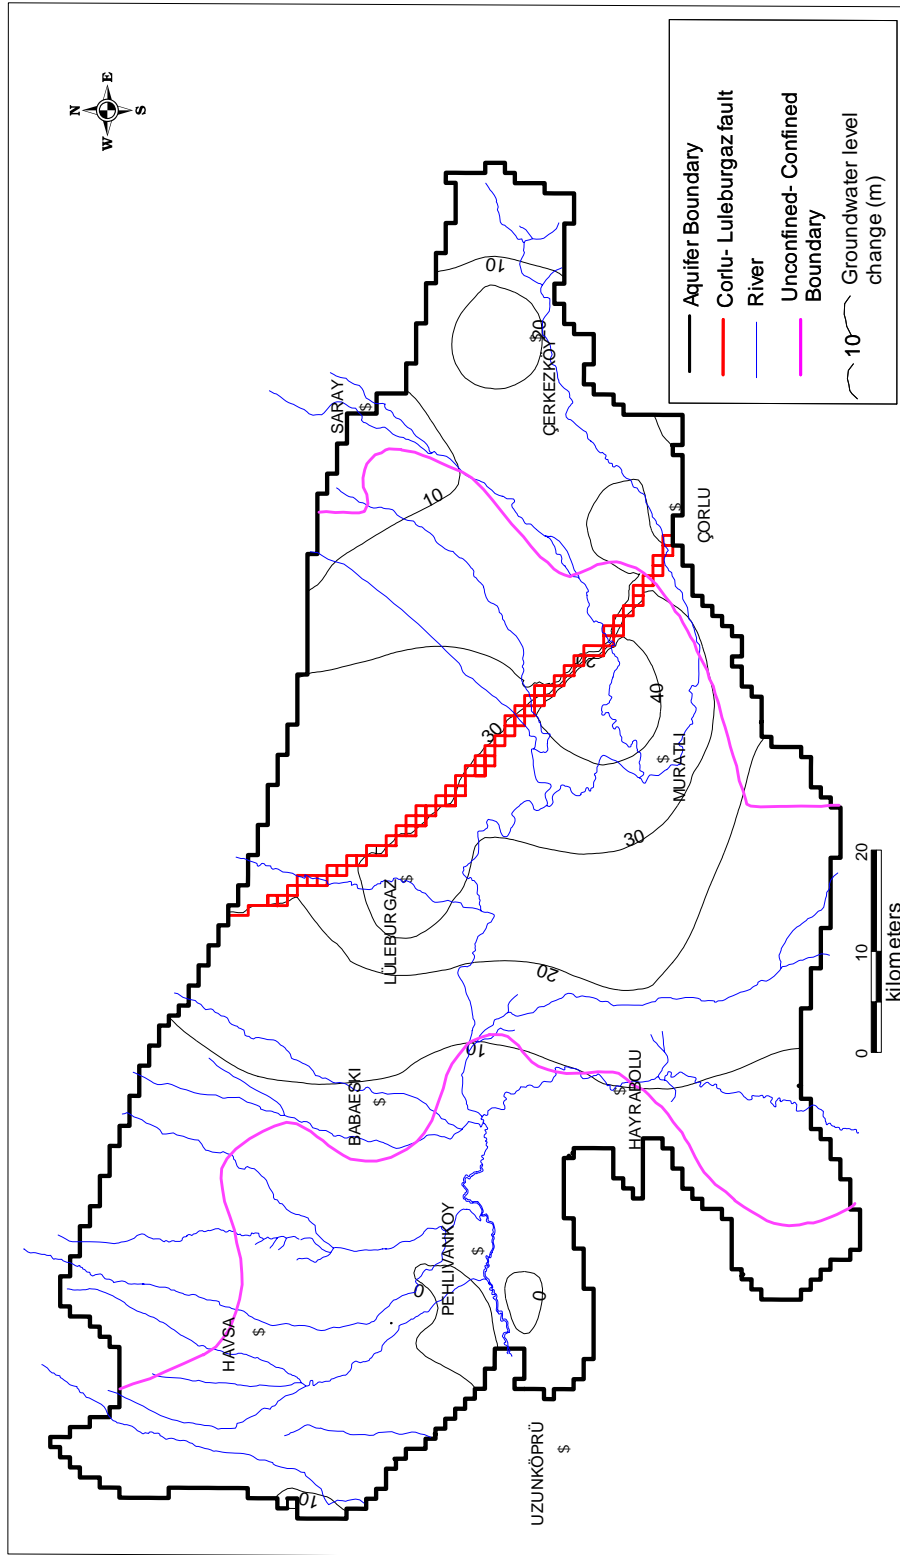 N
W
E
S
SARAY
$
10
10
20
$
ÇERKEZKÖY
$
ÇORLU
30
40
$
MURATLI
30
LÜLEBURGAZ
$
20
10
BABAESKI
$
$
HAYRABOLU
HAVSA
$
0
PEHLIVANKOY
$
0
10
UZUNKÖPRÜ
$
Aquifer Boundary
Corlu- Luleburgaz fault
River
Unconfined- Confined
Boundary
10
Groundwater level
change (m)
0
10
20
kilometers